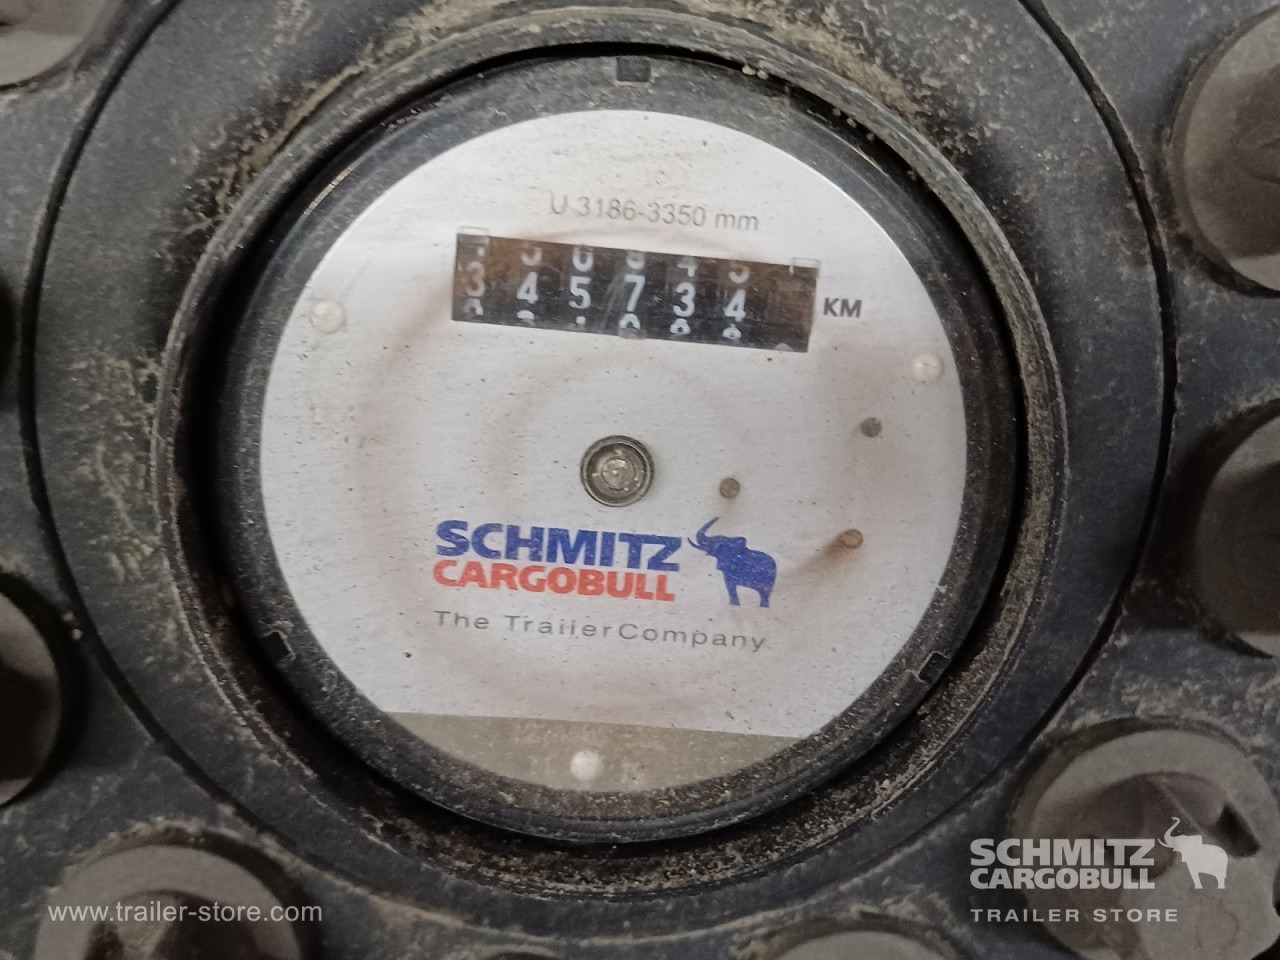 U 3186-3350 mm
345734 KM
SCHMITZ
CARGOBULL
The TrailerCompany
www.trailer-store.com
SCHMITZ
CARGOBULL
TRAILER STORE